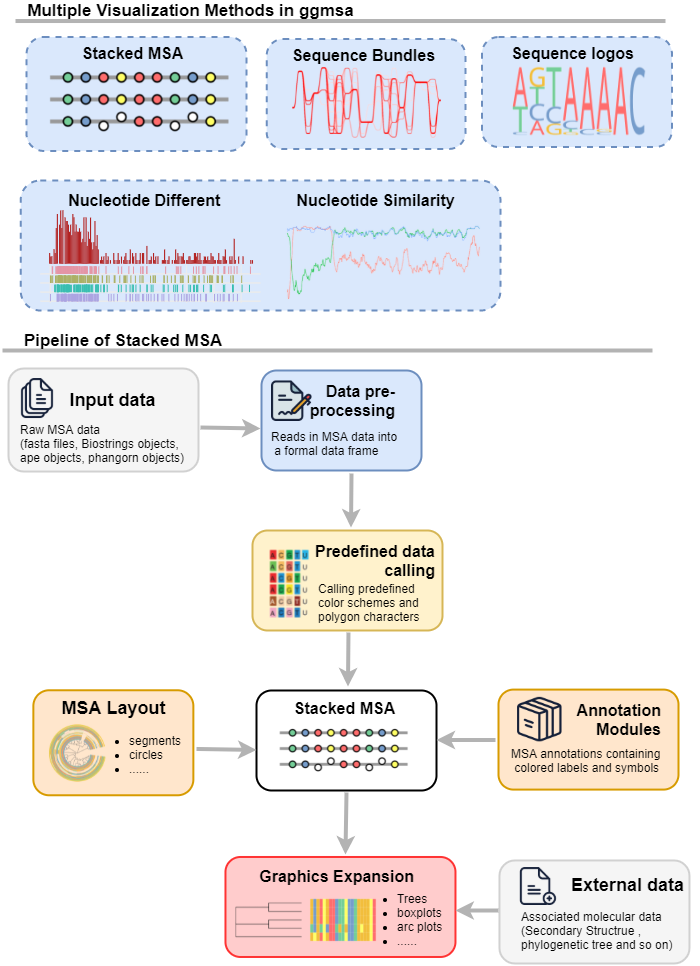 Multiple Visualization Methods in ggmsa
Stacked MSA
Sequence Bundles
Sequence logos
Nucleotide Different
Nucleotide Similarity
Pipeline of Stacked MSA
Input data
Raw MSA data
(fasta files, Biostrings objects,
ape objects, phangorn objects)
Data pre-
processing
Reads in MSA data into
a formal data frame
Predefined data
calling
A C G T U
A C G T U
A C G T U
A C G T U
A C G T U
A C G T U
Calling predefined
color schemes and
polygon characters
MSA Layout
• segments
• circles
• ......
Stacked MSA
Annotation
Modules
MSA annotations containing
colored labels and symbols
Graphics Expansion
• Trees
• boxplots
• arc plots
• ......
External data
Associated molecular data
(Secondary Structrue ,
phylogenetic tree and so on)